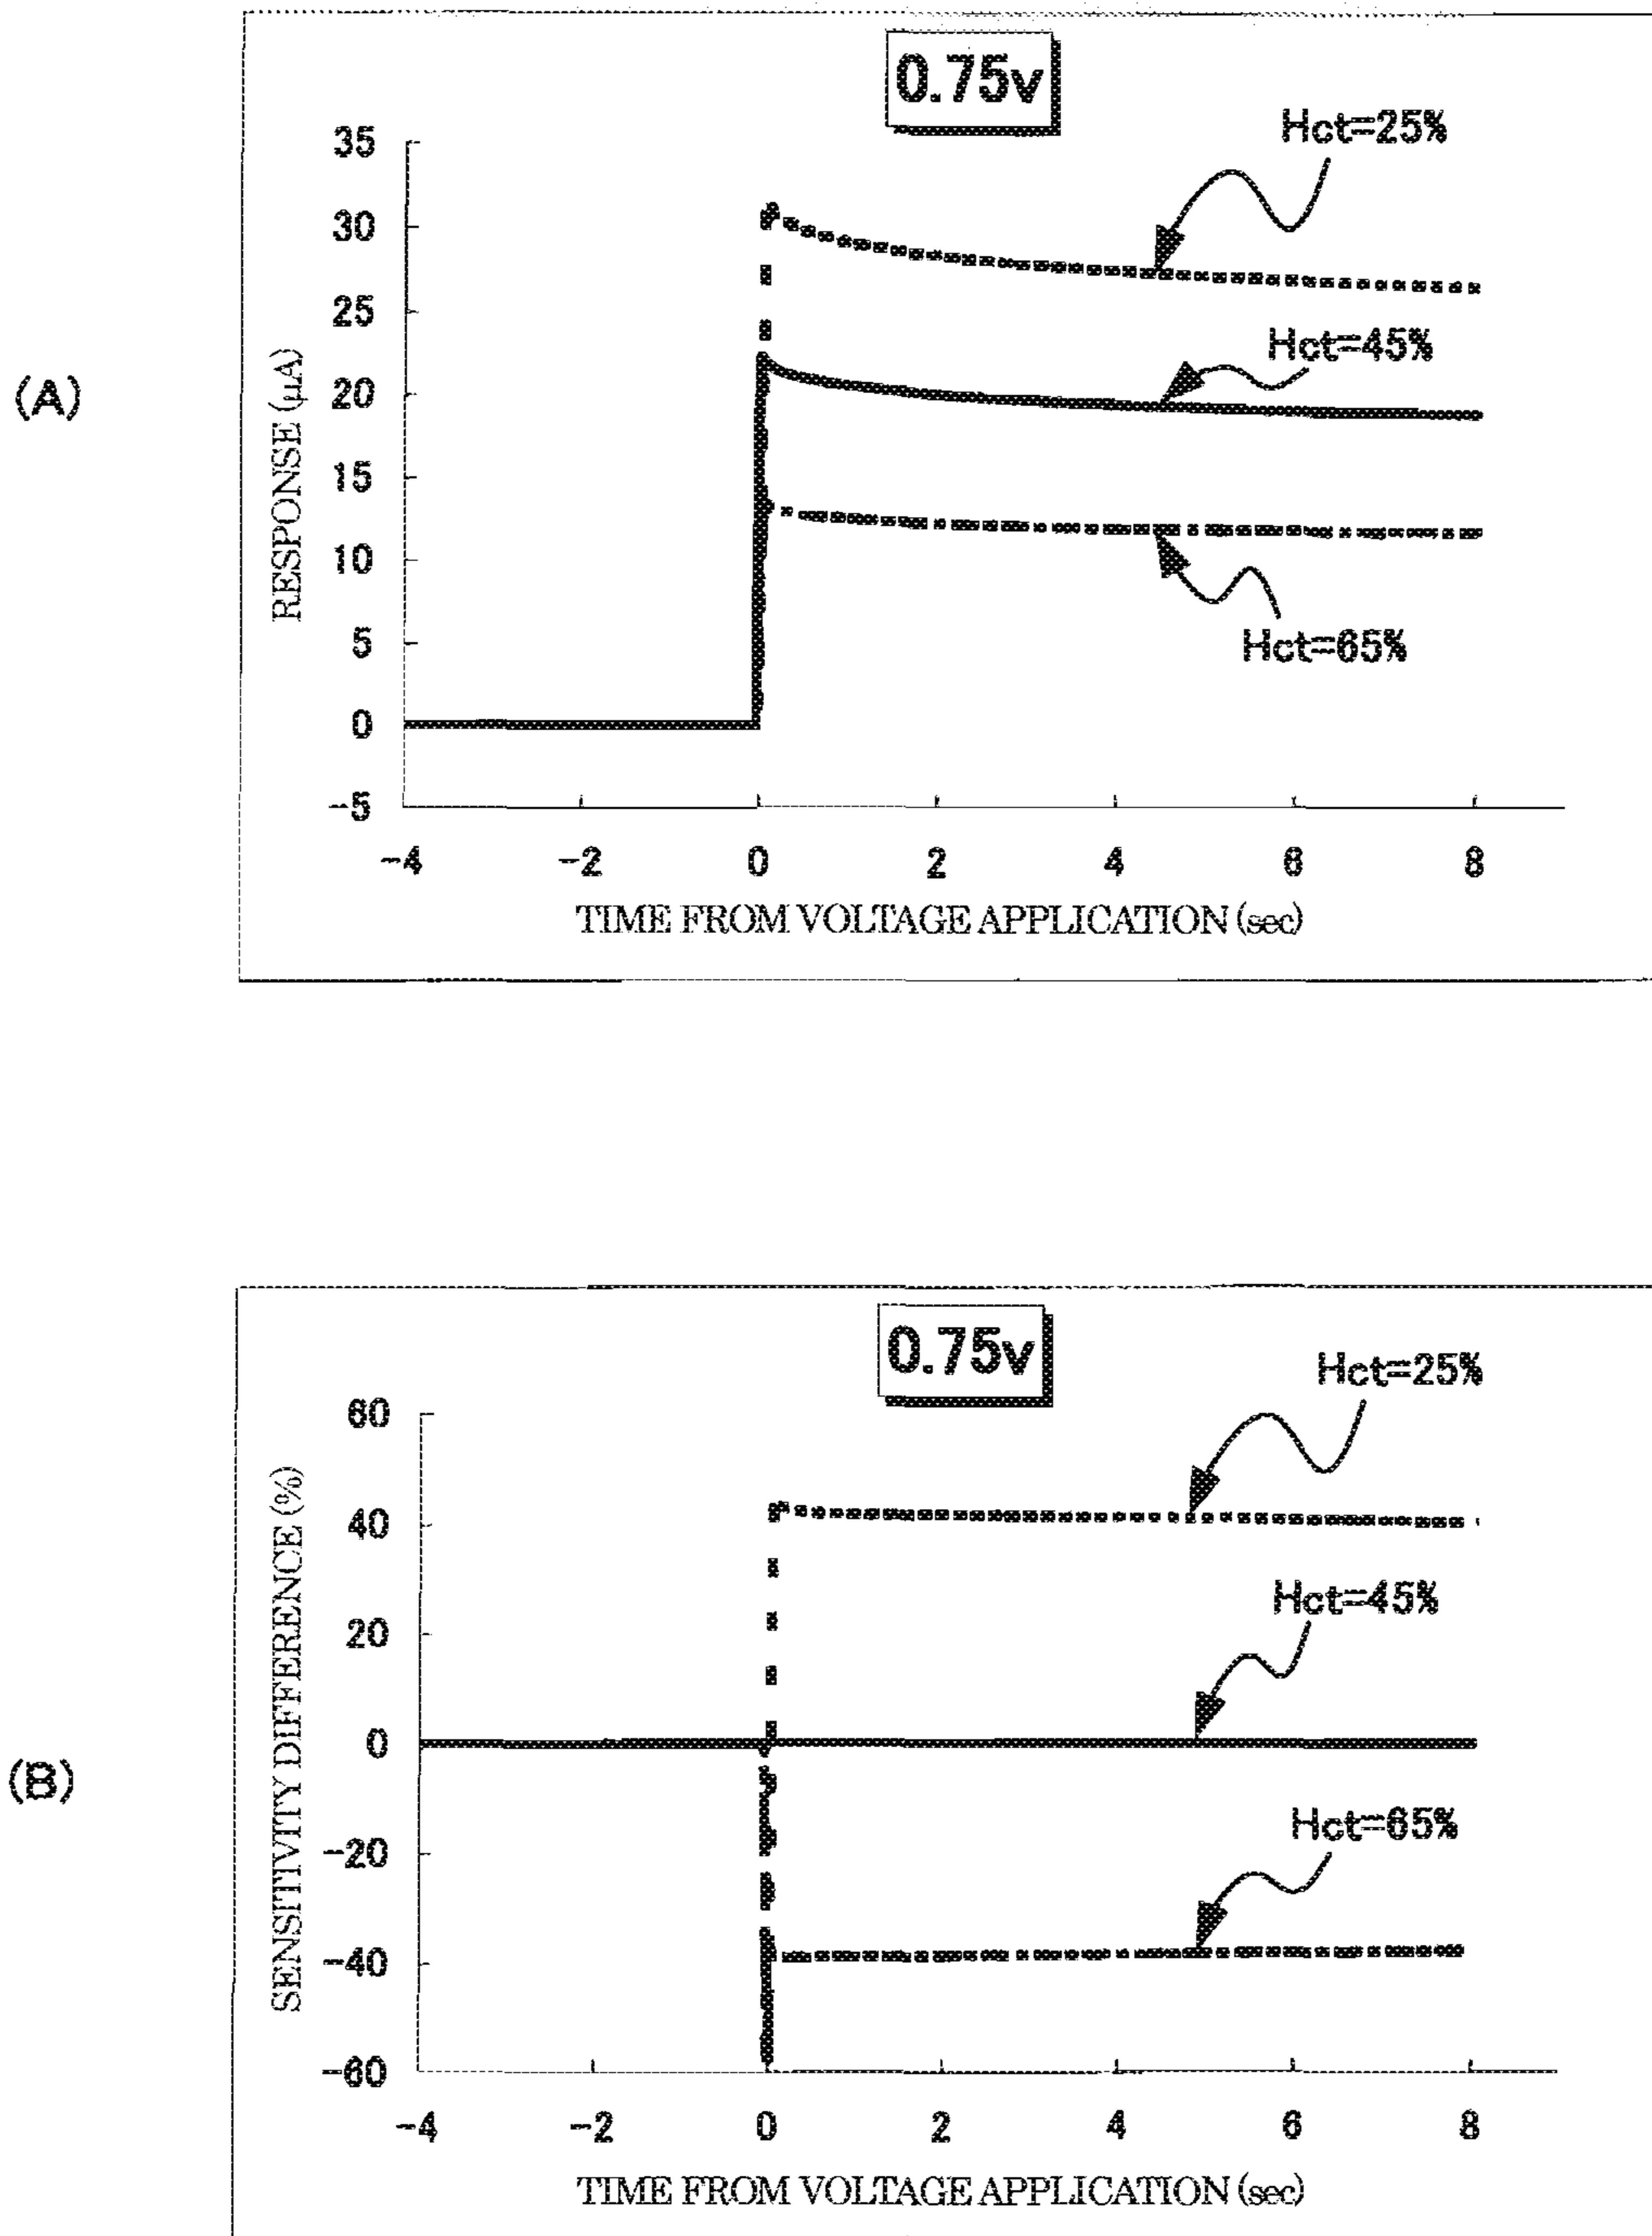 (A)
0.75v
Hct=25%
Hct=45%
Hct=65%
RESPONSE (μA)
35
30
25
20
15
10
5
0
-5
-4 -2 0 2 4 6 8
TIME FROM VOLTAGE APPLICATION (sec)
(B)
0.75v
Hct=25%
Hct=45%
Hct=65%
SENSITIVITY DIFFERENCE (%)
60
40
20
0
-20
-40
-60
-4 -2 0 2 4 6 8
TIME FROM VOLTAGE APPLICATION (sec)